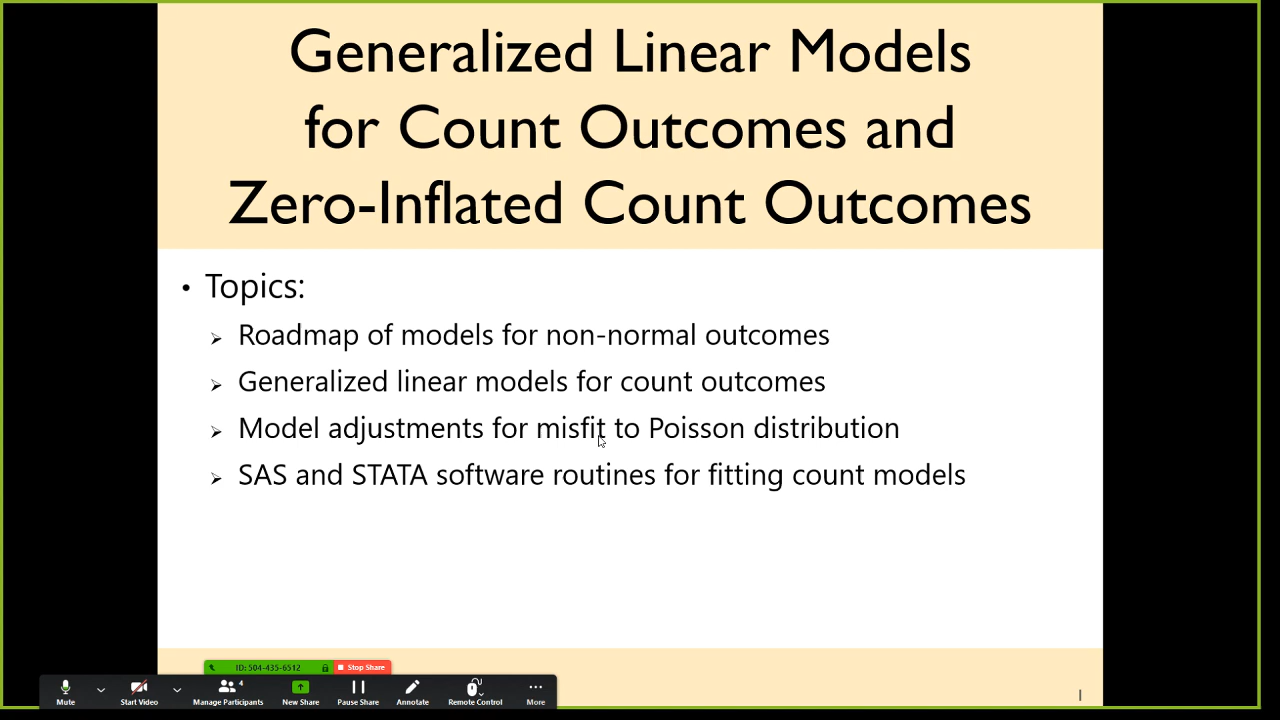 Generalized Linear Models
for Count Outcomes and
Zero-Inflated Count Outcomes
• Topics:
➢ Roadmap of models for non-normal outcomes
➢ Generalized linear models for count outcomes
➢ Model adjustments for misfit to Poisson distribution
➢ SAS and STATA software routines for fitting count models
ID: 504-435-6512 Stop Share
4
Mute Start Video Manage Participants New Share Pause Share Annotate Remote Control More
1